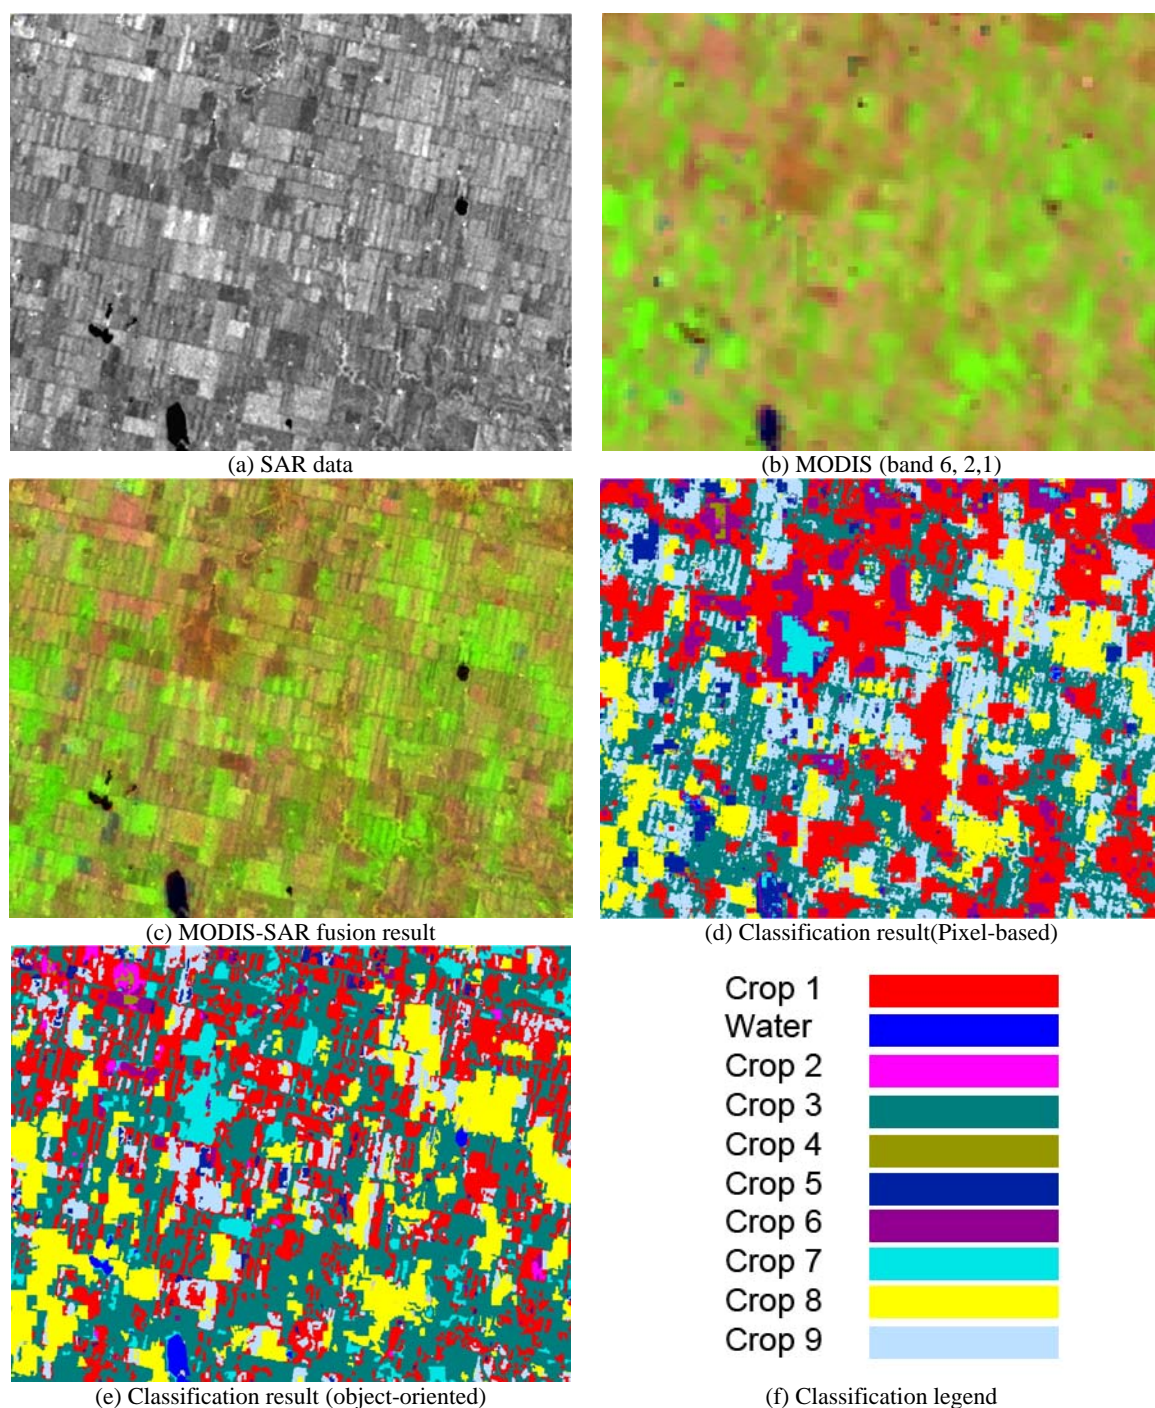 (a) SAR data
(b) MODIS (band 6, 2,1)
(c) MODIS-SAR fusion result
(d) Classification result(Pixel-based)
Crop 1
Water
Crop 2
Crop 3
Crop 4
Crop 5
Crop 6
Crop 7
Crop 8
Crop 9
(e) Classification result (object-oriented)
(f) Classification legend